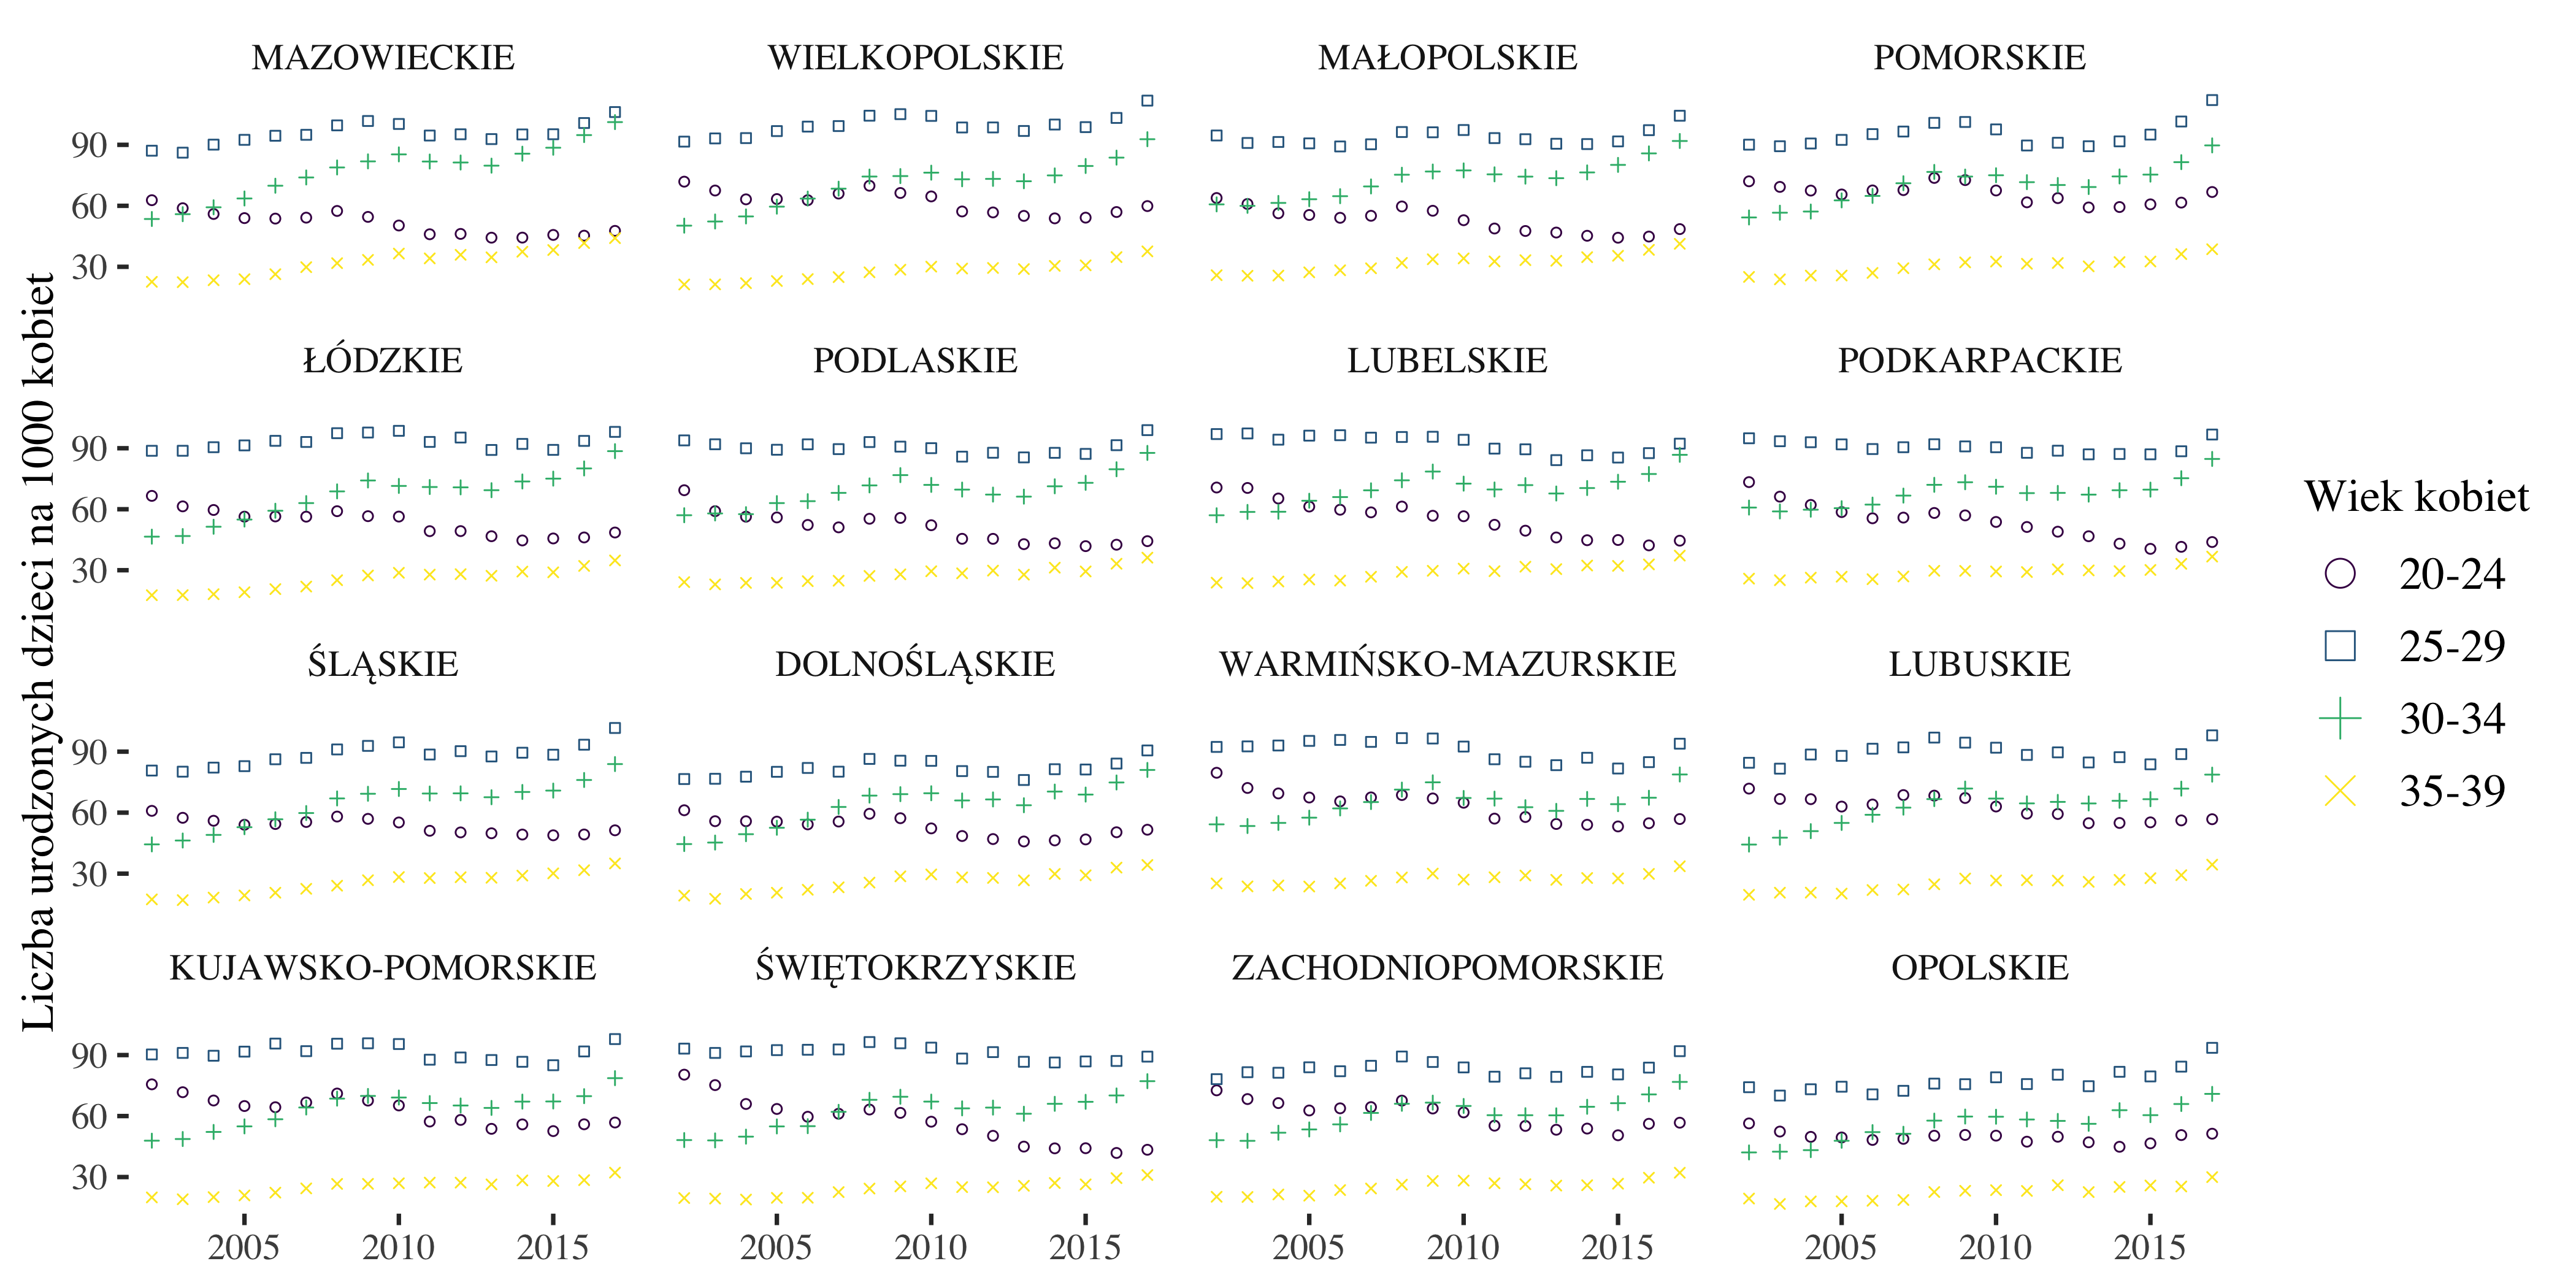 Liczba urodzonych dzieci na 1000 kobiet
MAZOWIECKIE
WIELKOPOLSKIE
MAŁOPOLSKIE
POMORSKIE
90
60
30
ŁÓDZKIE
PODLASKIE
LUBELSKIE
PODKARPACKIE
90
60
30
ŚLĄSKIE
DOLNOŚLĄSKIE
WARMIŃSKO-MAZURSKIE
LUBUSKIE
90
60
30
KUJAWSKO-POMORSKIE
ŚWIĘTOKRZYSKIE
ZACHODNIOPOMORSKIE
OPOLSKIE
90
60
30
2005 2010 2015
2005 2010 2015
2005 2010 2015
2005 2010 2015
Wiek kobiet
20-24
25-29
30-34
35-39